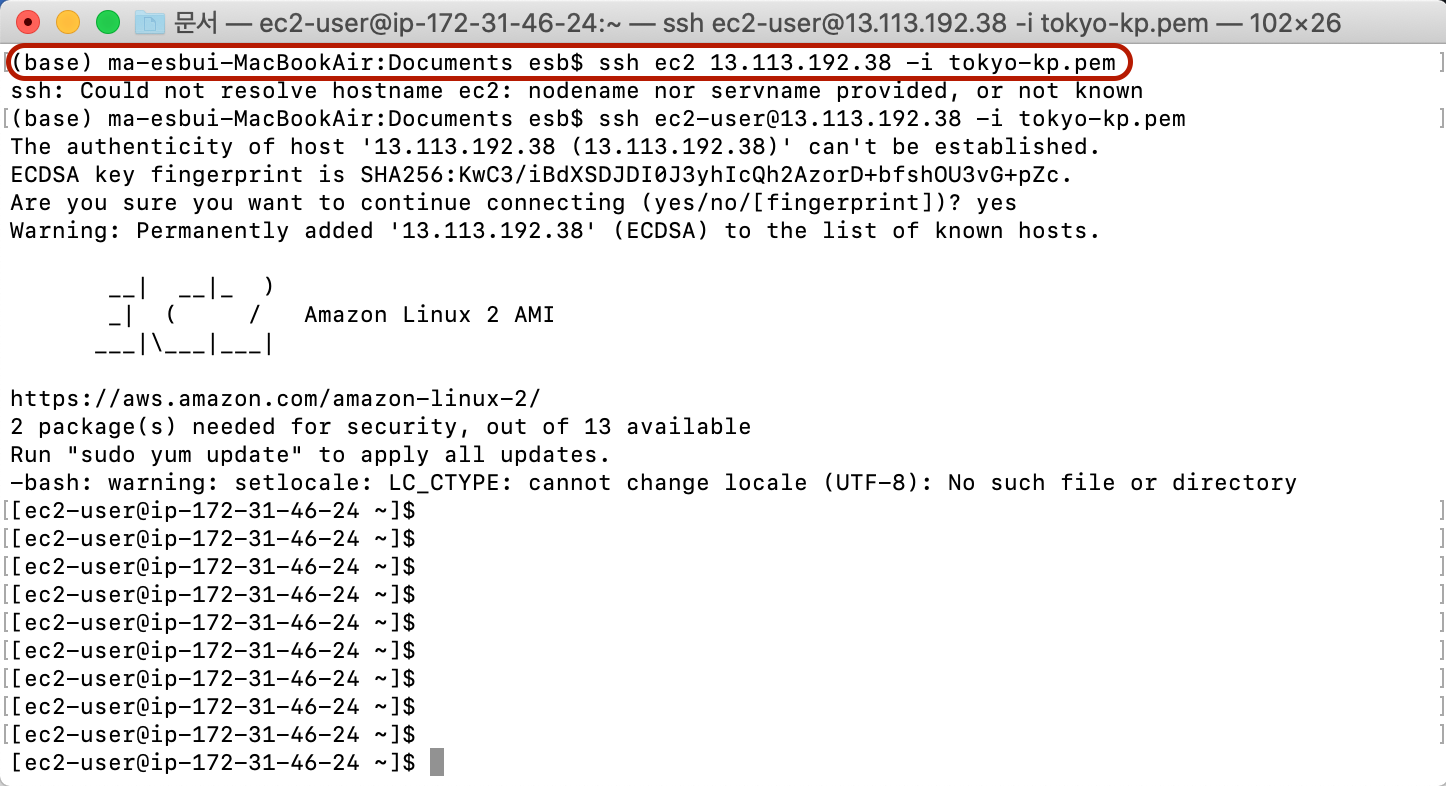 문서 — ec2-user@ip-172-31-46-24:~ — ssh ec2-user@13.113.192.38 -i tokyo-kp.pem — 102×26
(base) ma-esbui-MacBookAir:Documents esb$ ssh ec2 13.113.192.38 -i tokyo-kp.pem
ssh: Could not resolve hostname ec2: nodename nor servname provided, or not known
[(base) ma-esbui-MacBookAir:Documents esb$ ssh ec2-user@13.113.192.38 -i tokyo-kp.pem ]
The authenticity of host '13.113.192.38 (13.113.192.38)' can't be established.
ECDSA key fingerprint is SHA256:KwC3/iBdXSDJDI0J3yhIcQh2AzorD+bfshOU3vG+pZc.
Are you sure you want to continue connecting (yes/no/[fingerprint])? yes
Warning: Permanently added '13.113.192.38' (ECDSA) to the list of known hosts.
       __|  __|_  )
       _|  (     /   Amazon Linux 2 AMI
      ___|\___|___|
https://aws.amazon.com/amazon-linux-2/
2 package(s) needed for security, out of 13 available
Run "sudo yum update" to apply all updates.
-bash: warning: setlocale: LC_CTYPE: cannot change locale (UTF-8): No such file or directory
[[ec2-user@ip-172-31-46-24 ~]$ ]
[[ec2-user@ip-172-31-46-24 ~]$ ]
[[ec2-user@ip-172-31-46-24 ~]$ ]
[[ec2-user@ip-172-31-46-24 ~]$ ]
[[ec2-user@ip-172-31-46-24 ~]$ ]
[[ec2-user@ip-172-31-46-24 ~]$ ]
[[ec2-user@ip-172-31-46-24 ~]$ ]
[[ec2-user@ip-172-31-46-24 ~]$ ]
[[ec2-user@ip-172-31-46-24 ~]$ ]
[ec2-user@ip-172-31-46-24 ~]$